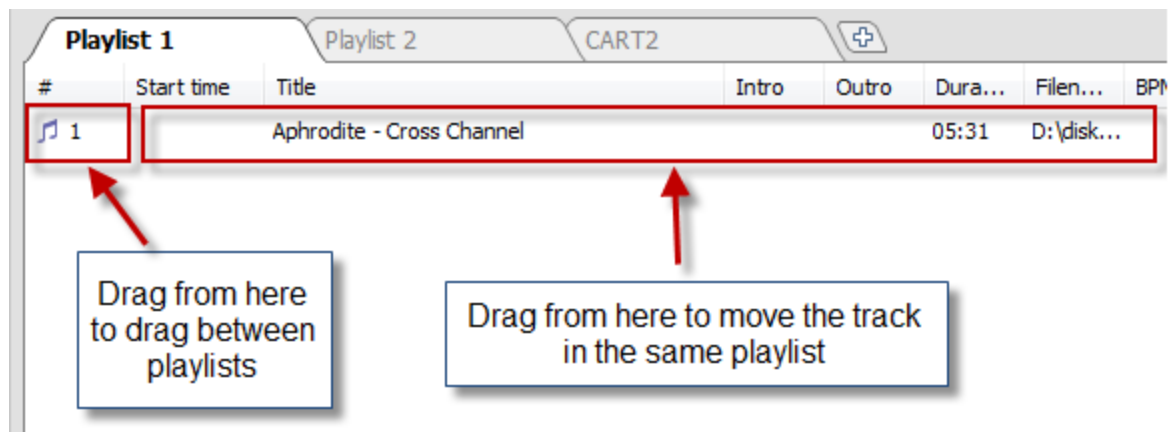 Playlist 1 Playlist 2 CART2
# Start time Title Intro Outro Dura... Filen... BPM
1 Aphrodite - Cross Channel 05:31 D:\disk...
Drag from here
to drag between
playlists
Drag from here to move the track
in the same playlist